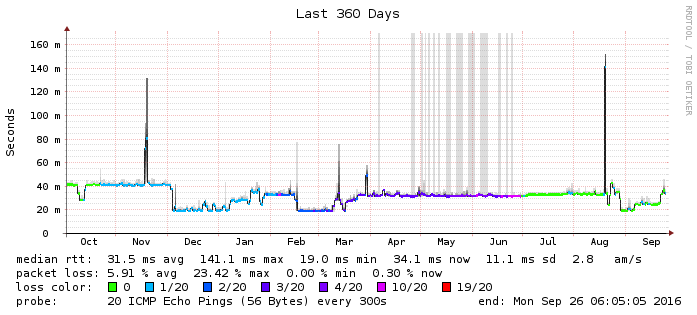 Last 360 Days
RRDTOOL / TOBI OETIKER
Seconds
160 m
140 m
120 m
100 m
80 m
60 m
40 m
20 m
0
Oct Nov Dec Jan Feb Mar Apr May Jun Jul Aug Sep
median rtt: 31.5 ms avg 141.1 ms max 19.0 ms min 34.1 ms now 11.1 ms sd 2.8 am/s
packet loss: 5.91 % avg 23.42 % max 0.00 % min 0.30 % now
loss color: 0 1/20 2/20 3/20 4/20 10/20 19/20
probe: 20 ICMP Echo Pings (56 Bytes) every 300s end: Mon Sep 26 06:05:05 2016